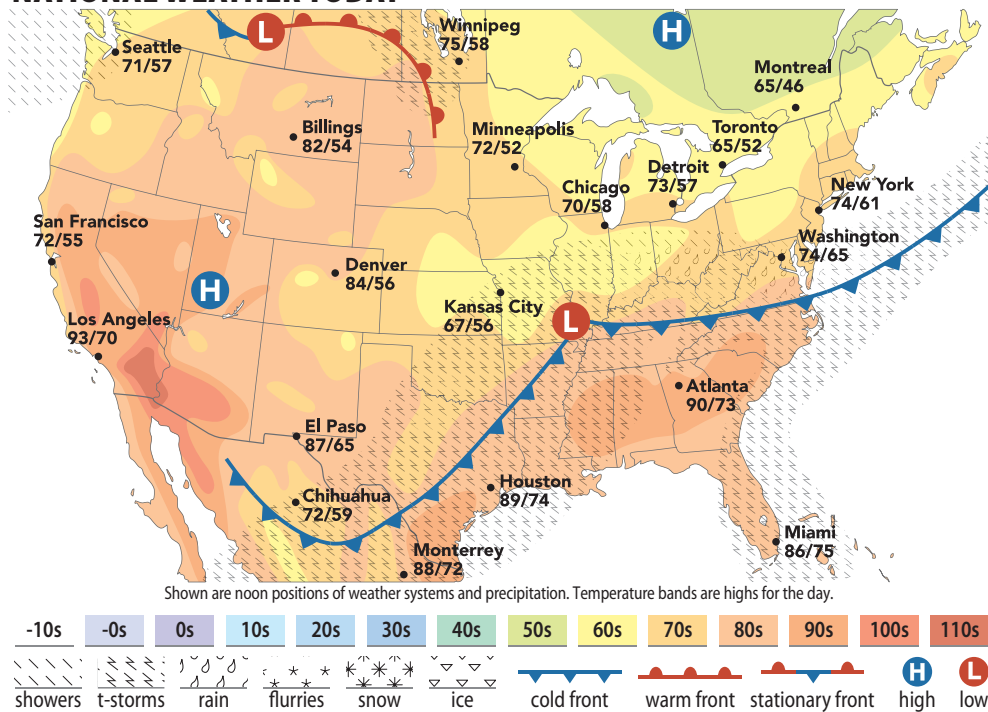 NATIONAL WEATHER TODAY
L
H
Winnipeg
75/58
Seattle
71/57
Montreal
65/46
Billings
82/54
Minneapolis
72/52
Toronto
65/52
Detroit
73/57
Chicago
70/58
New York
74/61
San Francisco
72/55
Washington
74/65
Denver
84/56
H
Kansas City
67/56
L
Los Angeles
93/70
Atlanta
90/73
El Paso
87/65
Houston
89/74
Chihuahua
72/59
Miami
86/75
Monterrey
88/72
Shown are noon positions of weather systems and precipitation. Temperature bands are highs for the day.
-10s -0s 0s 10s 20s 30s 40s 50s 60s 70s 80s 90s 100s 110s
H L
showers t-storms rain flurries snow ice cold front warm front stationary front high low